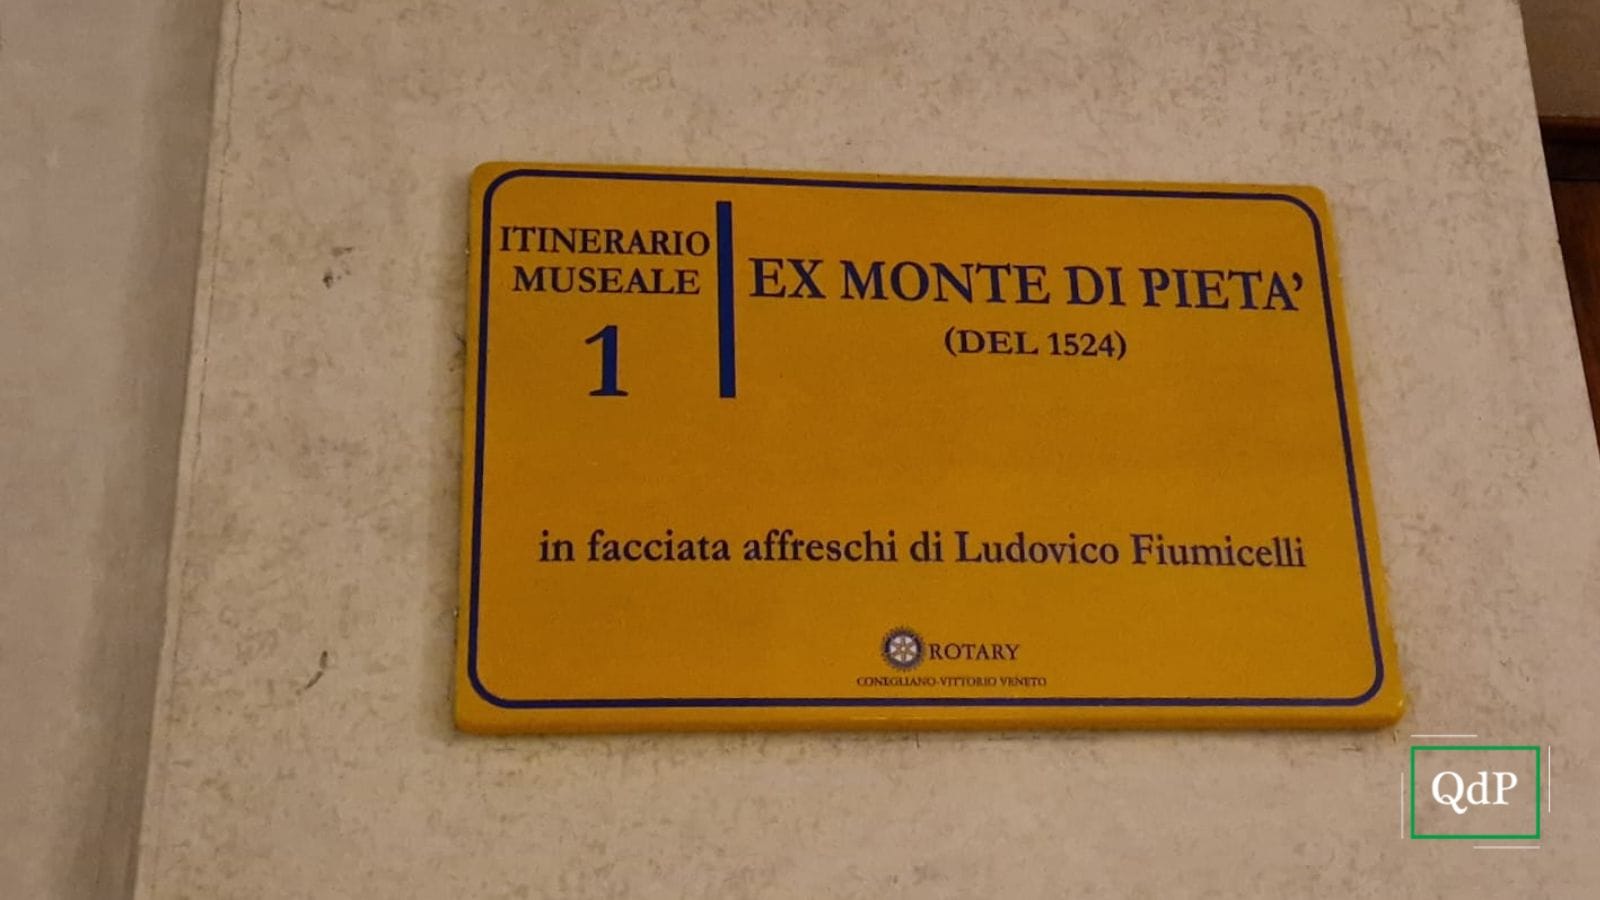 ITINERARIO
MUSEALE
1
EX MONTE DI PIETA'
(DEL 1524)
in facciata affreschi di Ludovico Fiumicelli
ROTARY
CONEGLIANO-VITTORIO VENETO
QdP